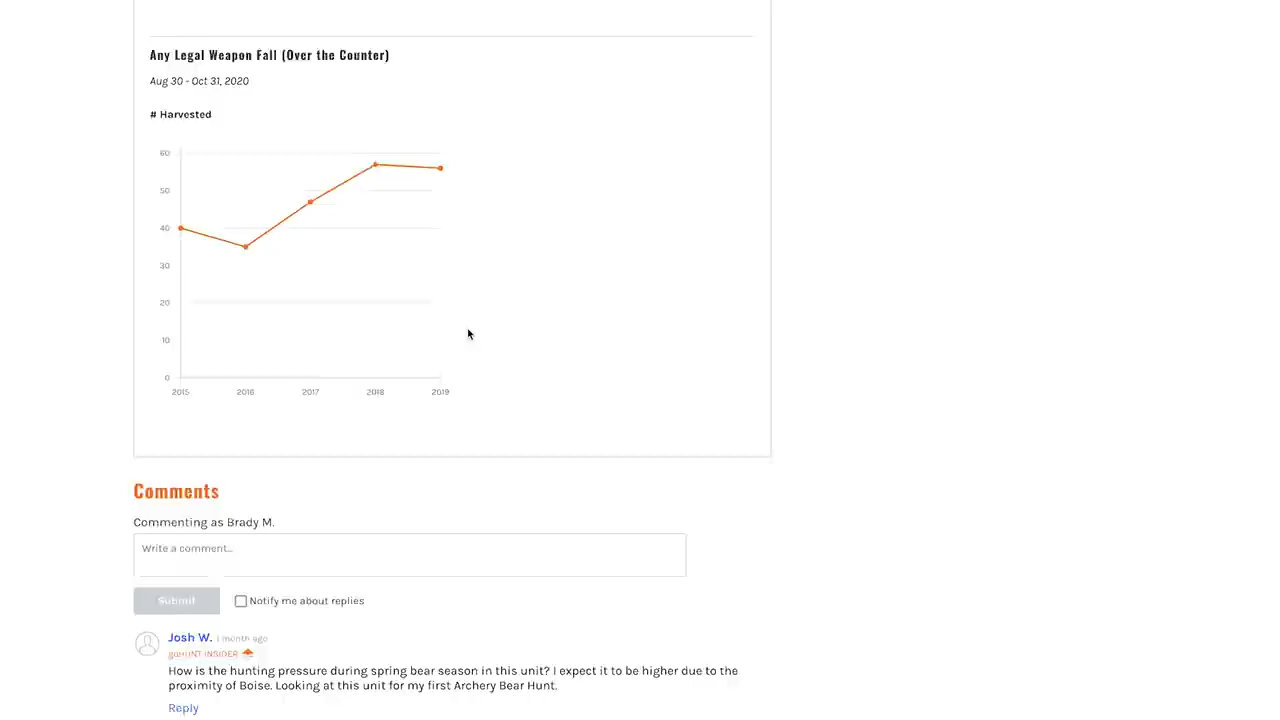 Any Legal Weapon Fall (Over the Counter)
Aug 30 - Oct 31, 2020
# Harvested
60
50
40
30
20
10
0
2015 2016 2017 2018 2019
Comments
Commenting as Brady M.
Write a comment...
Submit Notify me about replies
Josh W. 1 month ago
goHUNT INSIDER
How is the hunting pressure during spring bear season in this unit? I expect it to be higher due to the
proximity of Boise. Looking at this unit for my first Archery Bear Hunt.
Reply